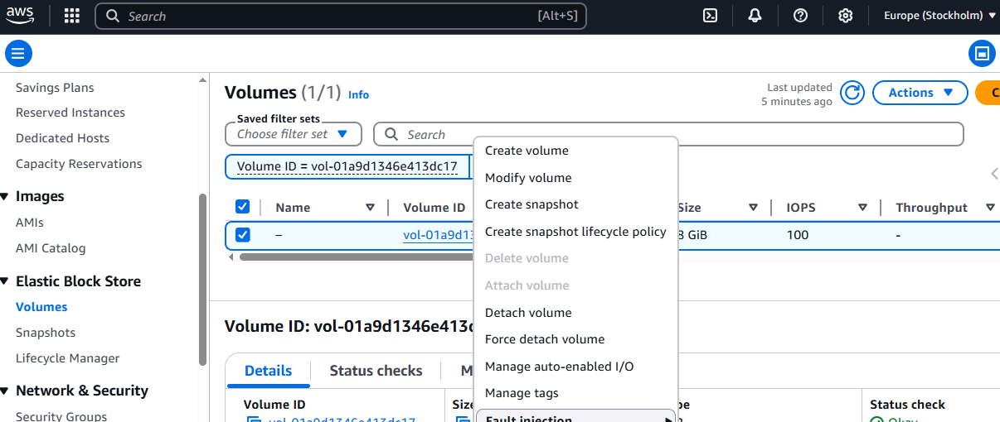 aws
Search [Alt+S]
Europe (Stockholm)
Savings Plans
Reserved Instances
Dedicated Hosts
Capacity Reservations
Images
AMIs
AMI Catalog
Elastic Block Store
Volumes
Snapshots
Lifecycle Manager
Network & Security
Security Groups
Volumes (1/1) Info
Last updated
5 minutes ago
Actions
Saved filter sets
Choose filter set
Search
Volume ID = vol-01a9d1346e413dc17
Name Volume ID Size IOPS Throughput
– vol-01a9d13 8 GiB 100 -
Create volume
Modify volume
Create snapshot
Create snapshot lifecycle policy
Delete volume
Attach volume
Detach volume
Force detach volume
Manage auto-enabled I/O
Manage tags
Fault injection
Volume ID: vol-01a9d1346e413dc
Details Status checks M
Volume ID Size Status check
vol-01a9d1346e413dc17 Okay